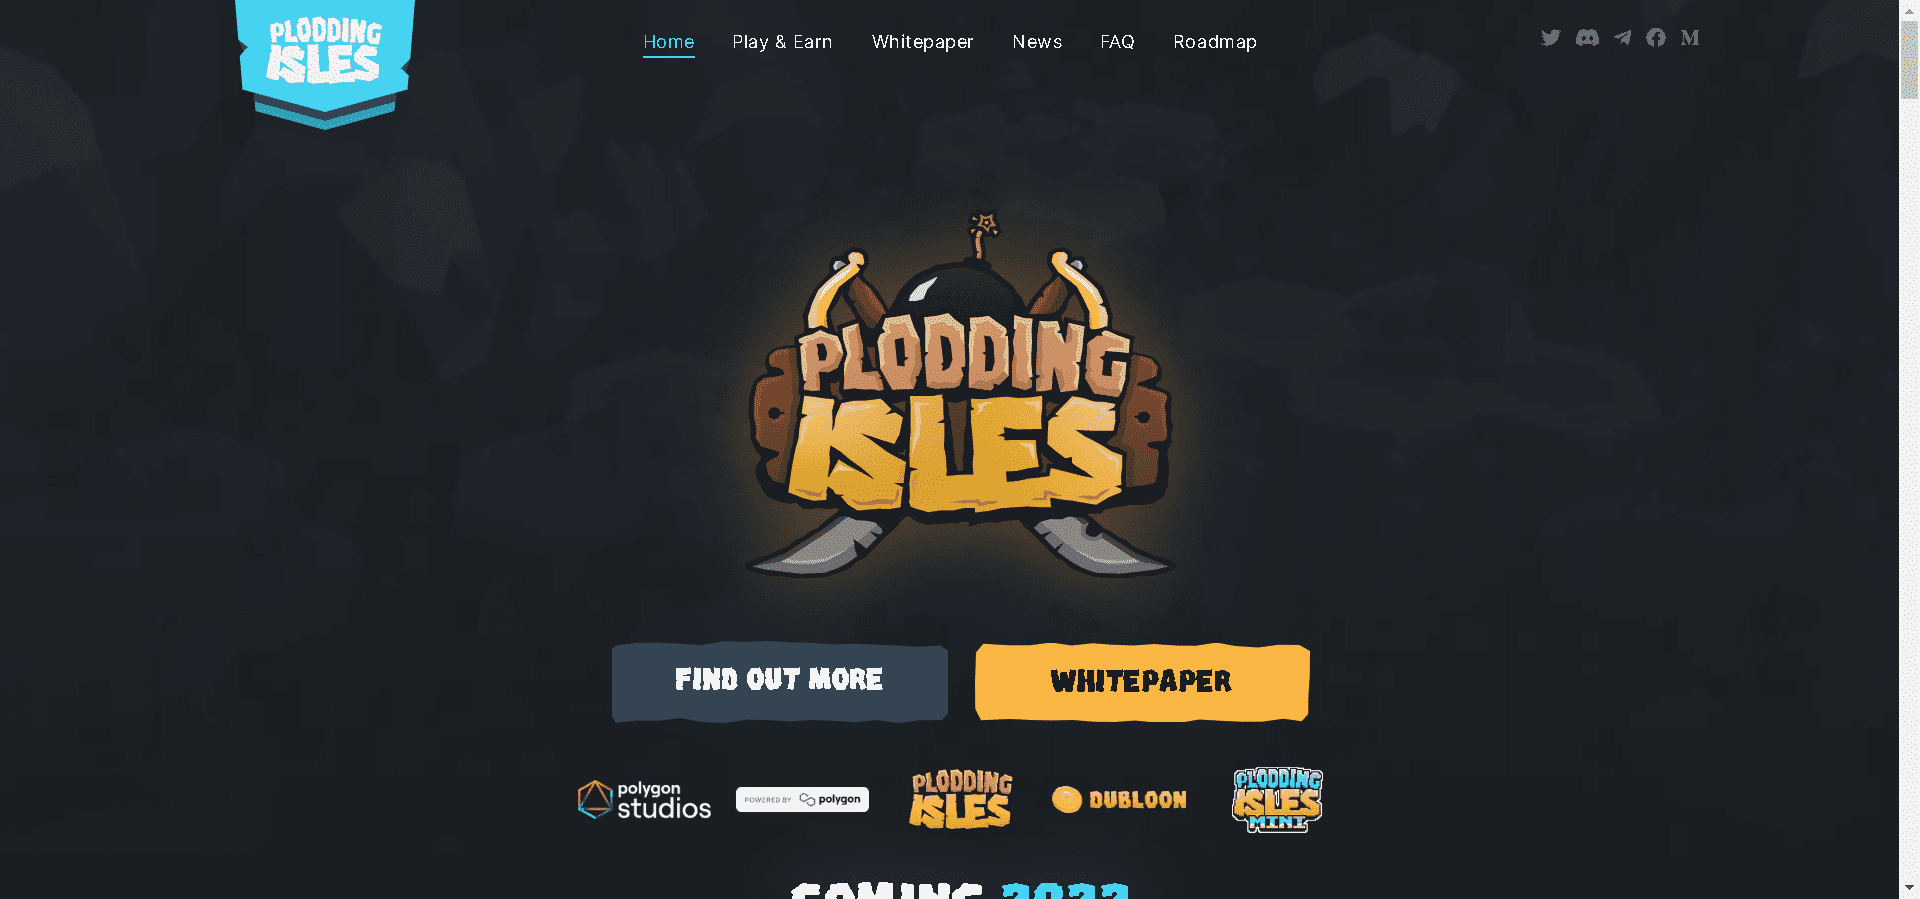 PLODDING
ISLES
Home Play & Earn Whitepaper News FAQ Roadmap
PLODDING
ISLES
FIND OUT MORE
WHITEPAPER
polygon
studios
POWERED BY polygon
PLODDING
ISLES
DUBLOON
PLODDING
ISLES
MINI
COMING